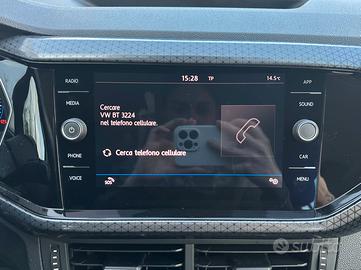 15:28 TP 14.5°C
RADIO
MEDIA
PHONE
VOICE
APP
SOUND
CAR
MENU
Cercare
VW BT 3224
nel telefono cellulare.
Cerca telefono cellulare
SOS
SUBITO